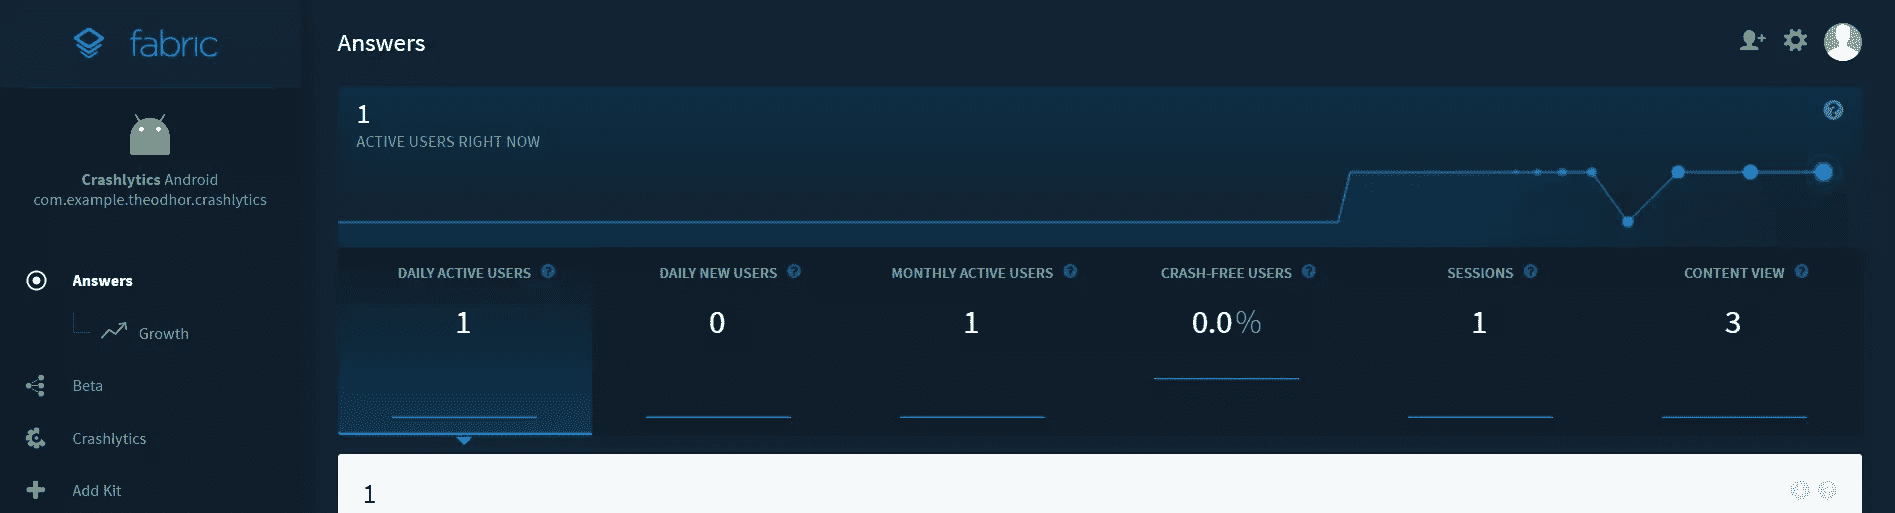 fabric
Crashlytics Android
com.example.theodhor.crashlytics
Answers
Growth
Beta
Crashlytics
Add Kit
Answers
1
ACTIVE USERS RIGHT NOW
DAILY ACTIVE USERS ?
1
DAILY NEW USERS ?
0
MONTHLY ACTIVE USERS ?
1
CRASH-FREE USERS ?
0.0%
SESSIONS ?
1
CONTENT VIEW ?
3
1